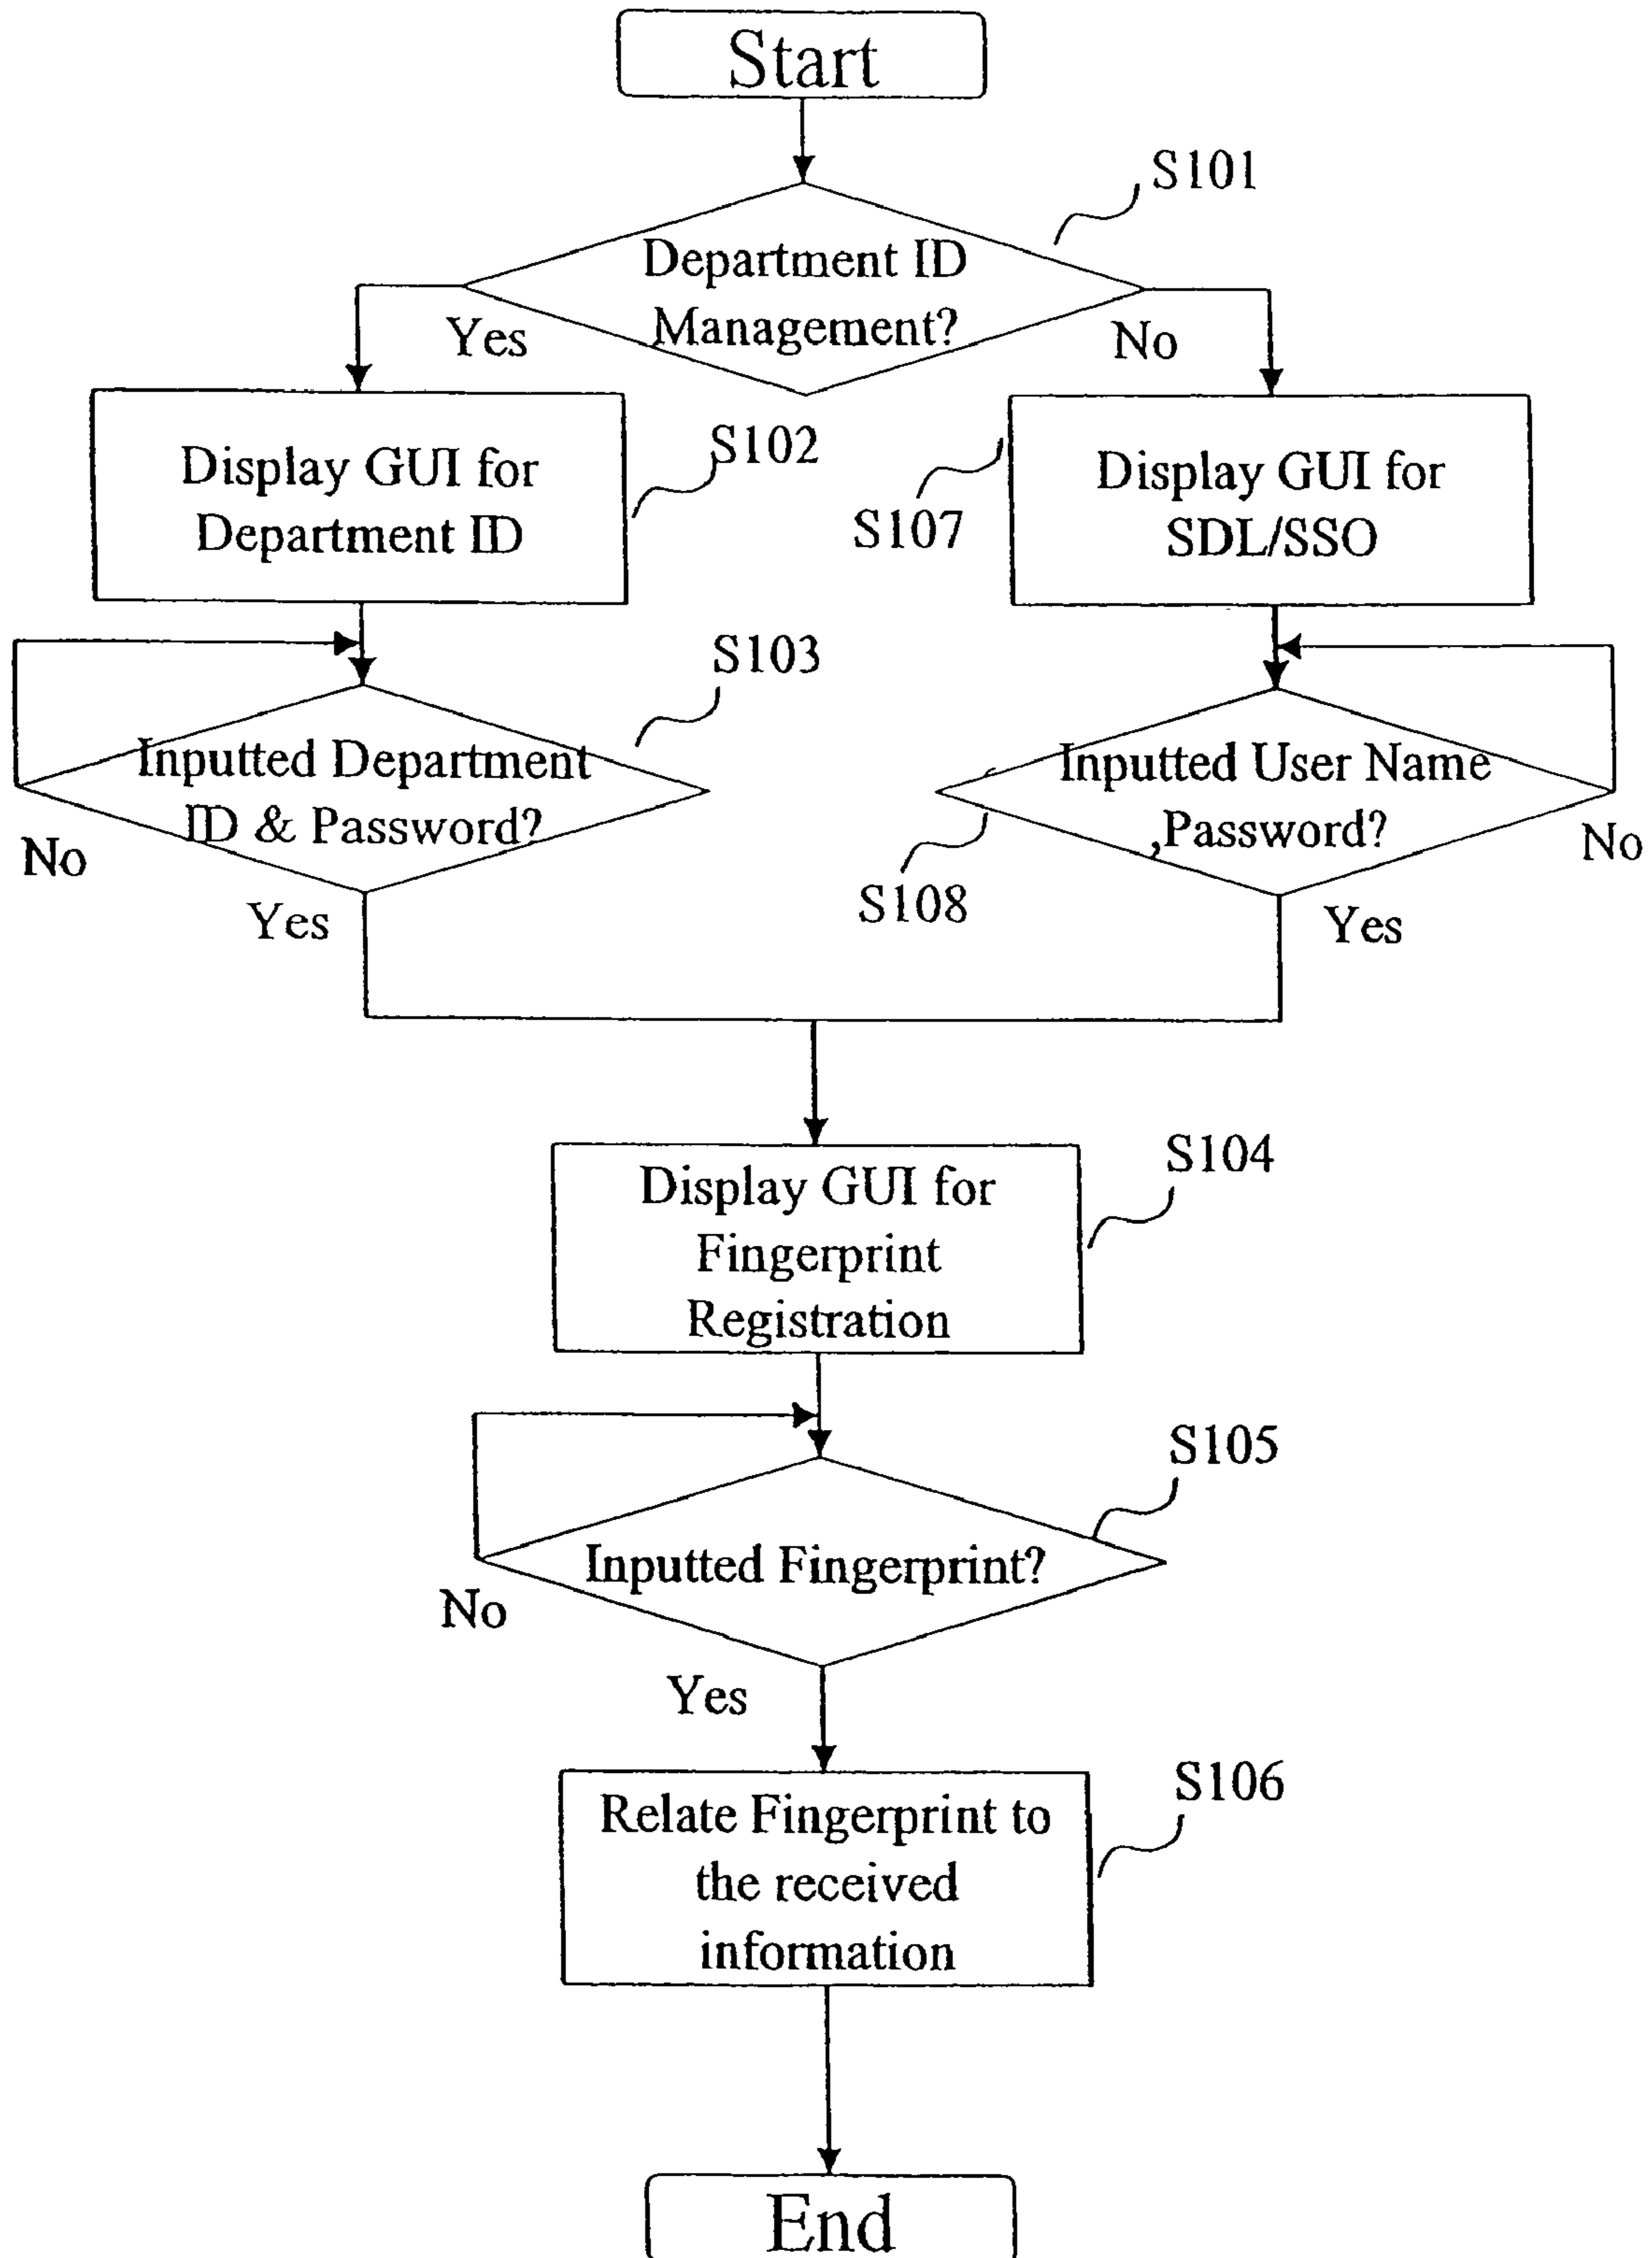 Start
S101
Department ID
Management?
Yes
No
Display GUI for
Department ID
S102
S107
Display GUI for
SDL/SSO
S103
Inputted Department
ID & Password?
No
Yes
Inputted User Name
,Password?
No
S108
Yes
Display GUI for
Fingerprint
Registration
S104
S105
Inputted Fingerprint?
No
Yes
S106
Relate Fingerprint to
the received
information
End